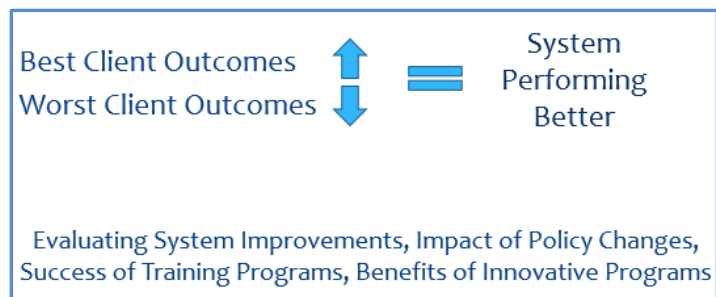 Best Client Outcomes
Worst Client Outcomes
System
Performing
Better
Evaluating System Improvements, Impact of Policy Changes,
Success of Training Programs, Benefits of Innovative Programs